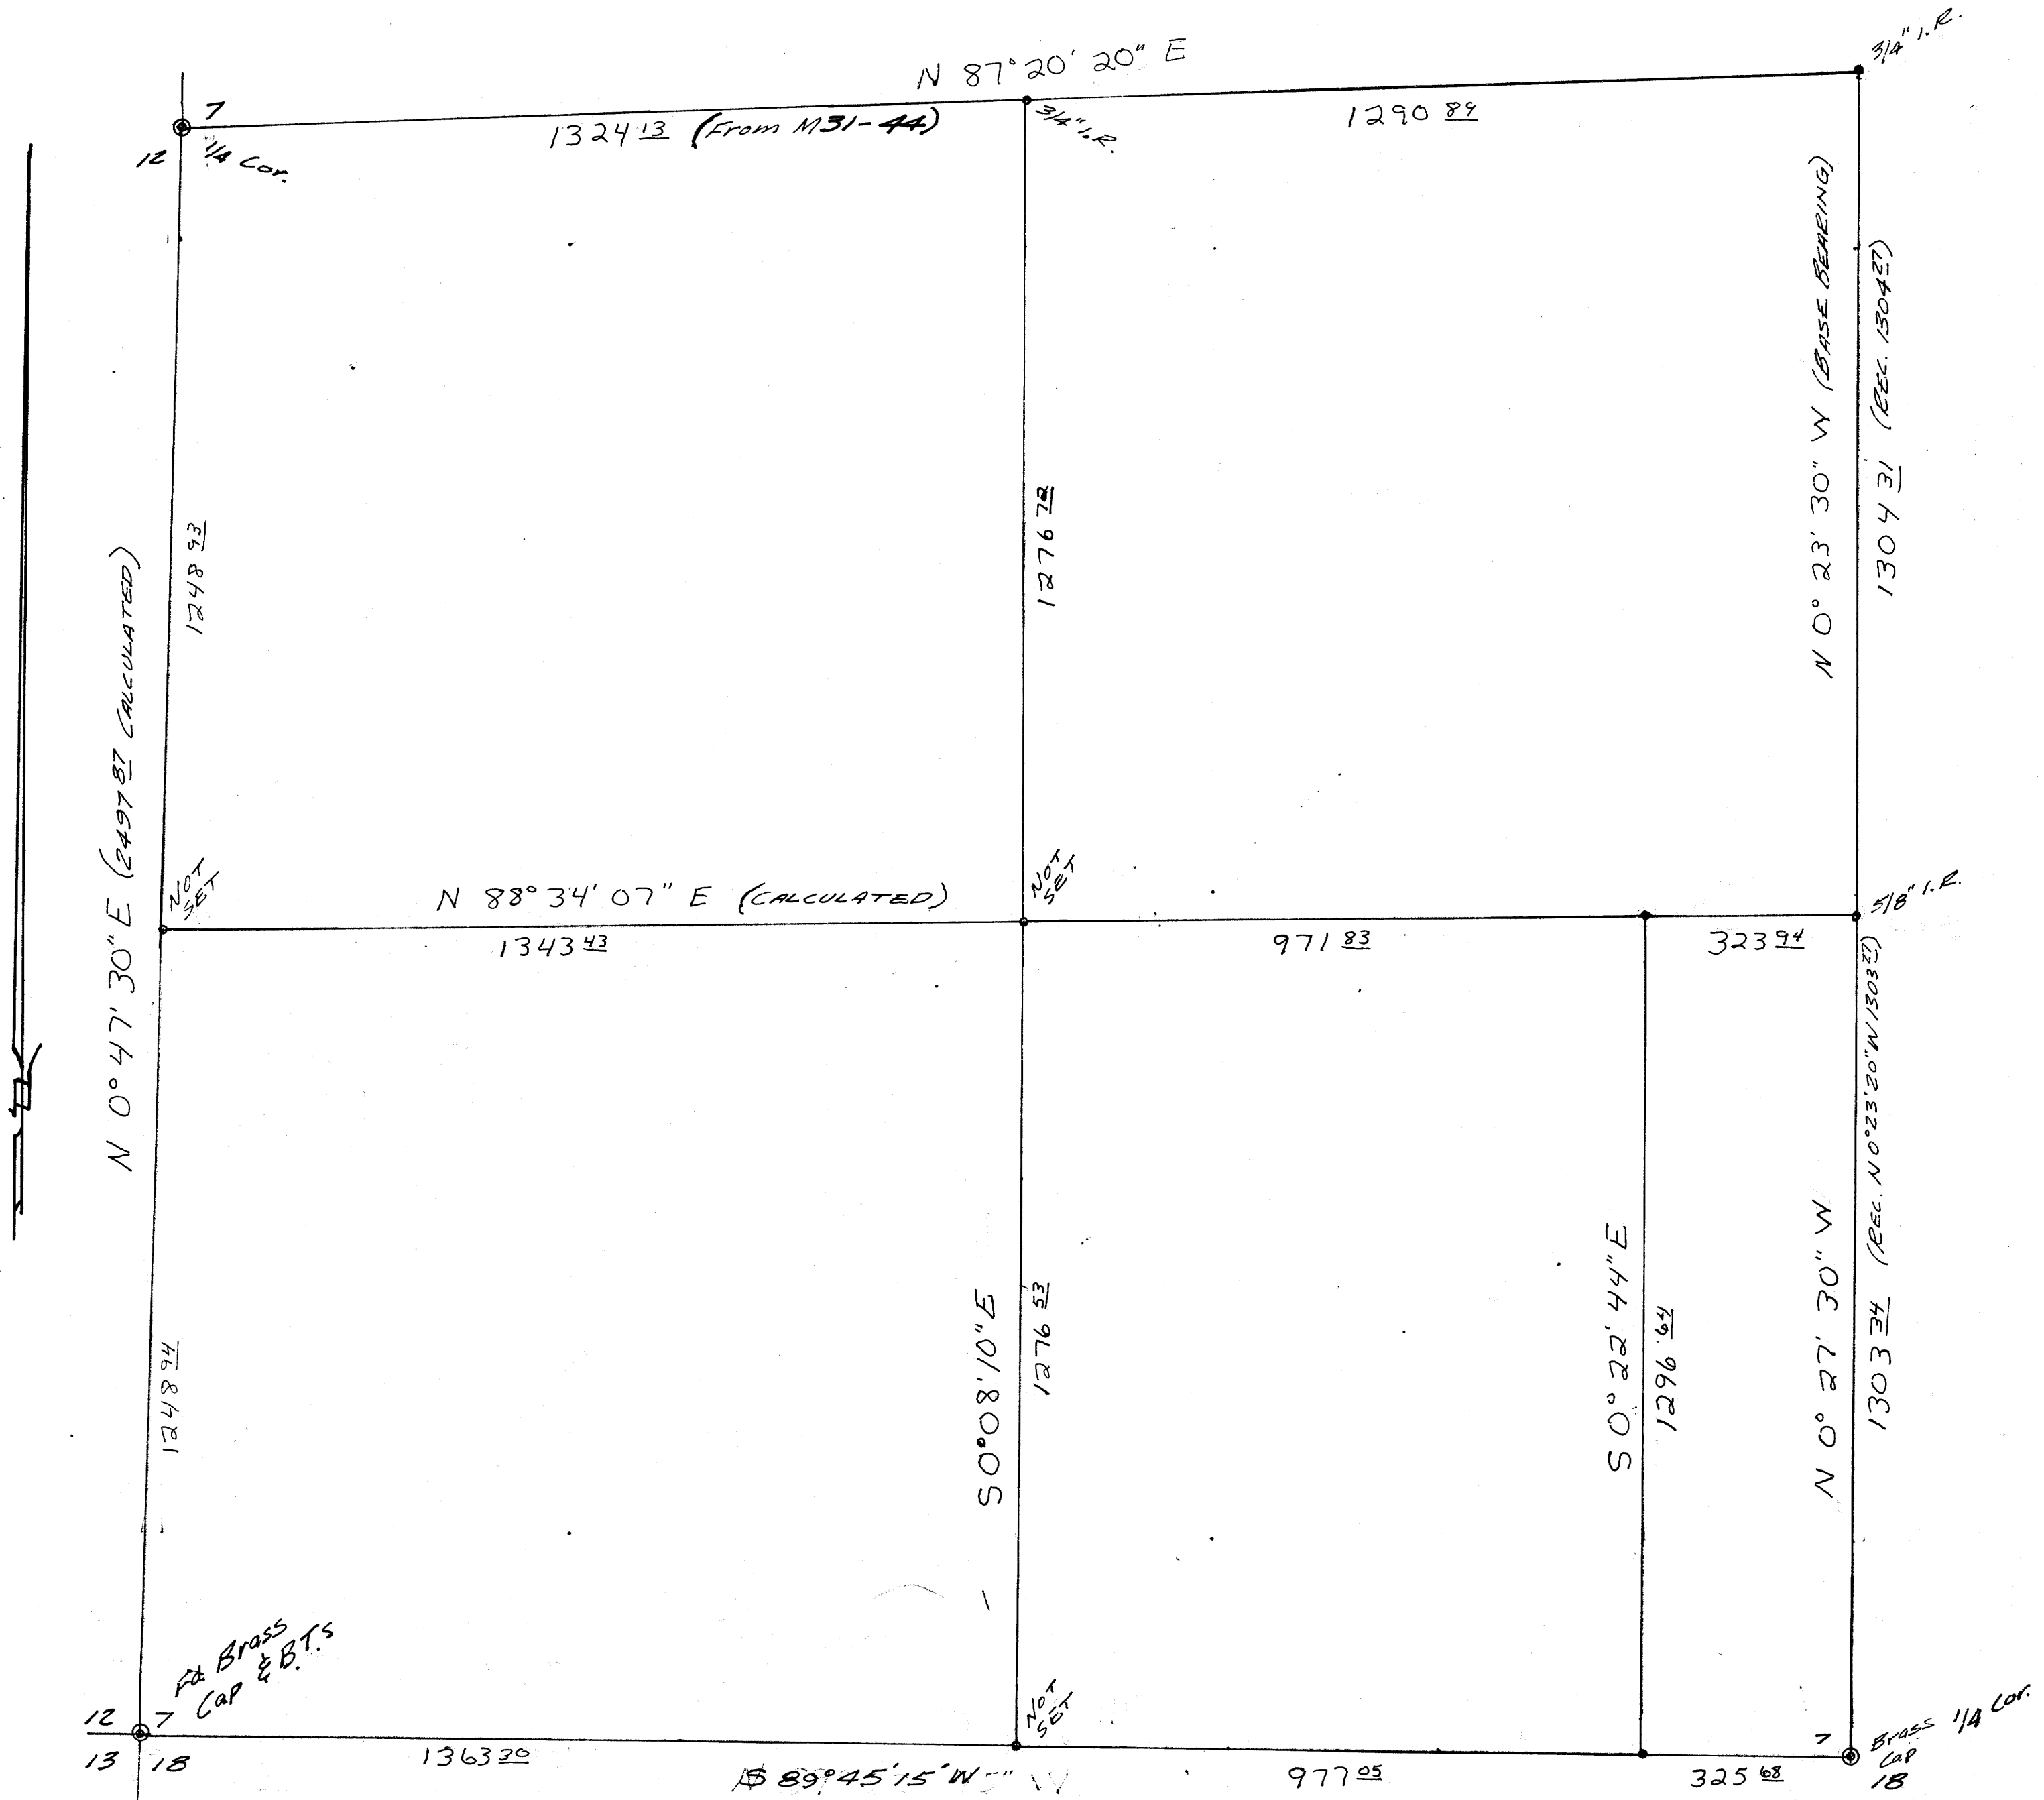 N 87° 20' 20" E
3/4" I.R.
7
12
1/4 Cor.
1324 13 (From M31-44)
3/4" I.R.
1290 89
N 0° 23' 30" W (BASE BEARING)
1304 31 (REC. 1304 27)
1248 93
1276 72
N 0° 47' 30" E (2497 87 CALCULATED)
NOT
SET
N 88° 34' 07" E (CALCULATED)
NOT
SET
5/8" I.R.
1343 43
971 83
323 94
1248 94
S 0° 08' 10" E
1276 53
S 0° 22' 44" E
1296.64
N 0° 27' 30" W
1303 34 (REC. N 0° 23' 20" W 1303 27)
Fd. Brass
Cap & B.T.s
12 7
13 18
NOT
SET
1363 30
S 89° 45' 15" W
977 05
325 68
7
Brass 1/4 Cor.
Cap
18